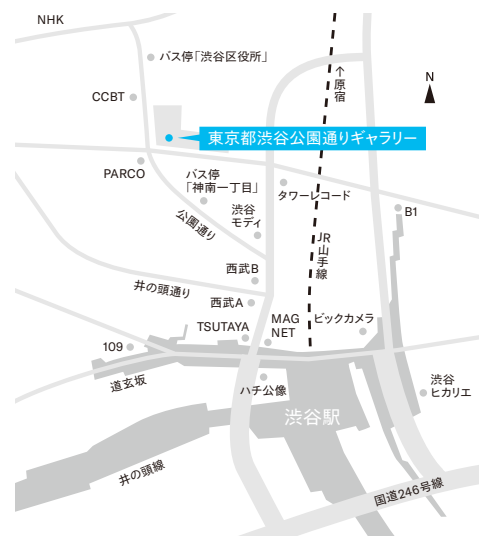 NHK
バス停「渋谷区役所」
↑原宿
N
CCBT
東京都渋谷公園通りギャラリー
PARCO
バス停
「神南一丁目」
タワーレコード
公園通り
渋谷
モディ
B1
JR山手線
西武B
井の頭通り
西武A
TSUTAYA
MAG
NET
ビックカメラ
109
道玄坂
ハチ公像
渋谷
ヒカリエ
渋谷駅
井の頭線
国道246号線